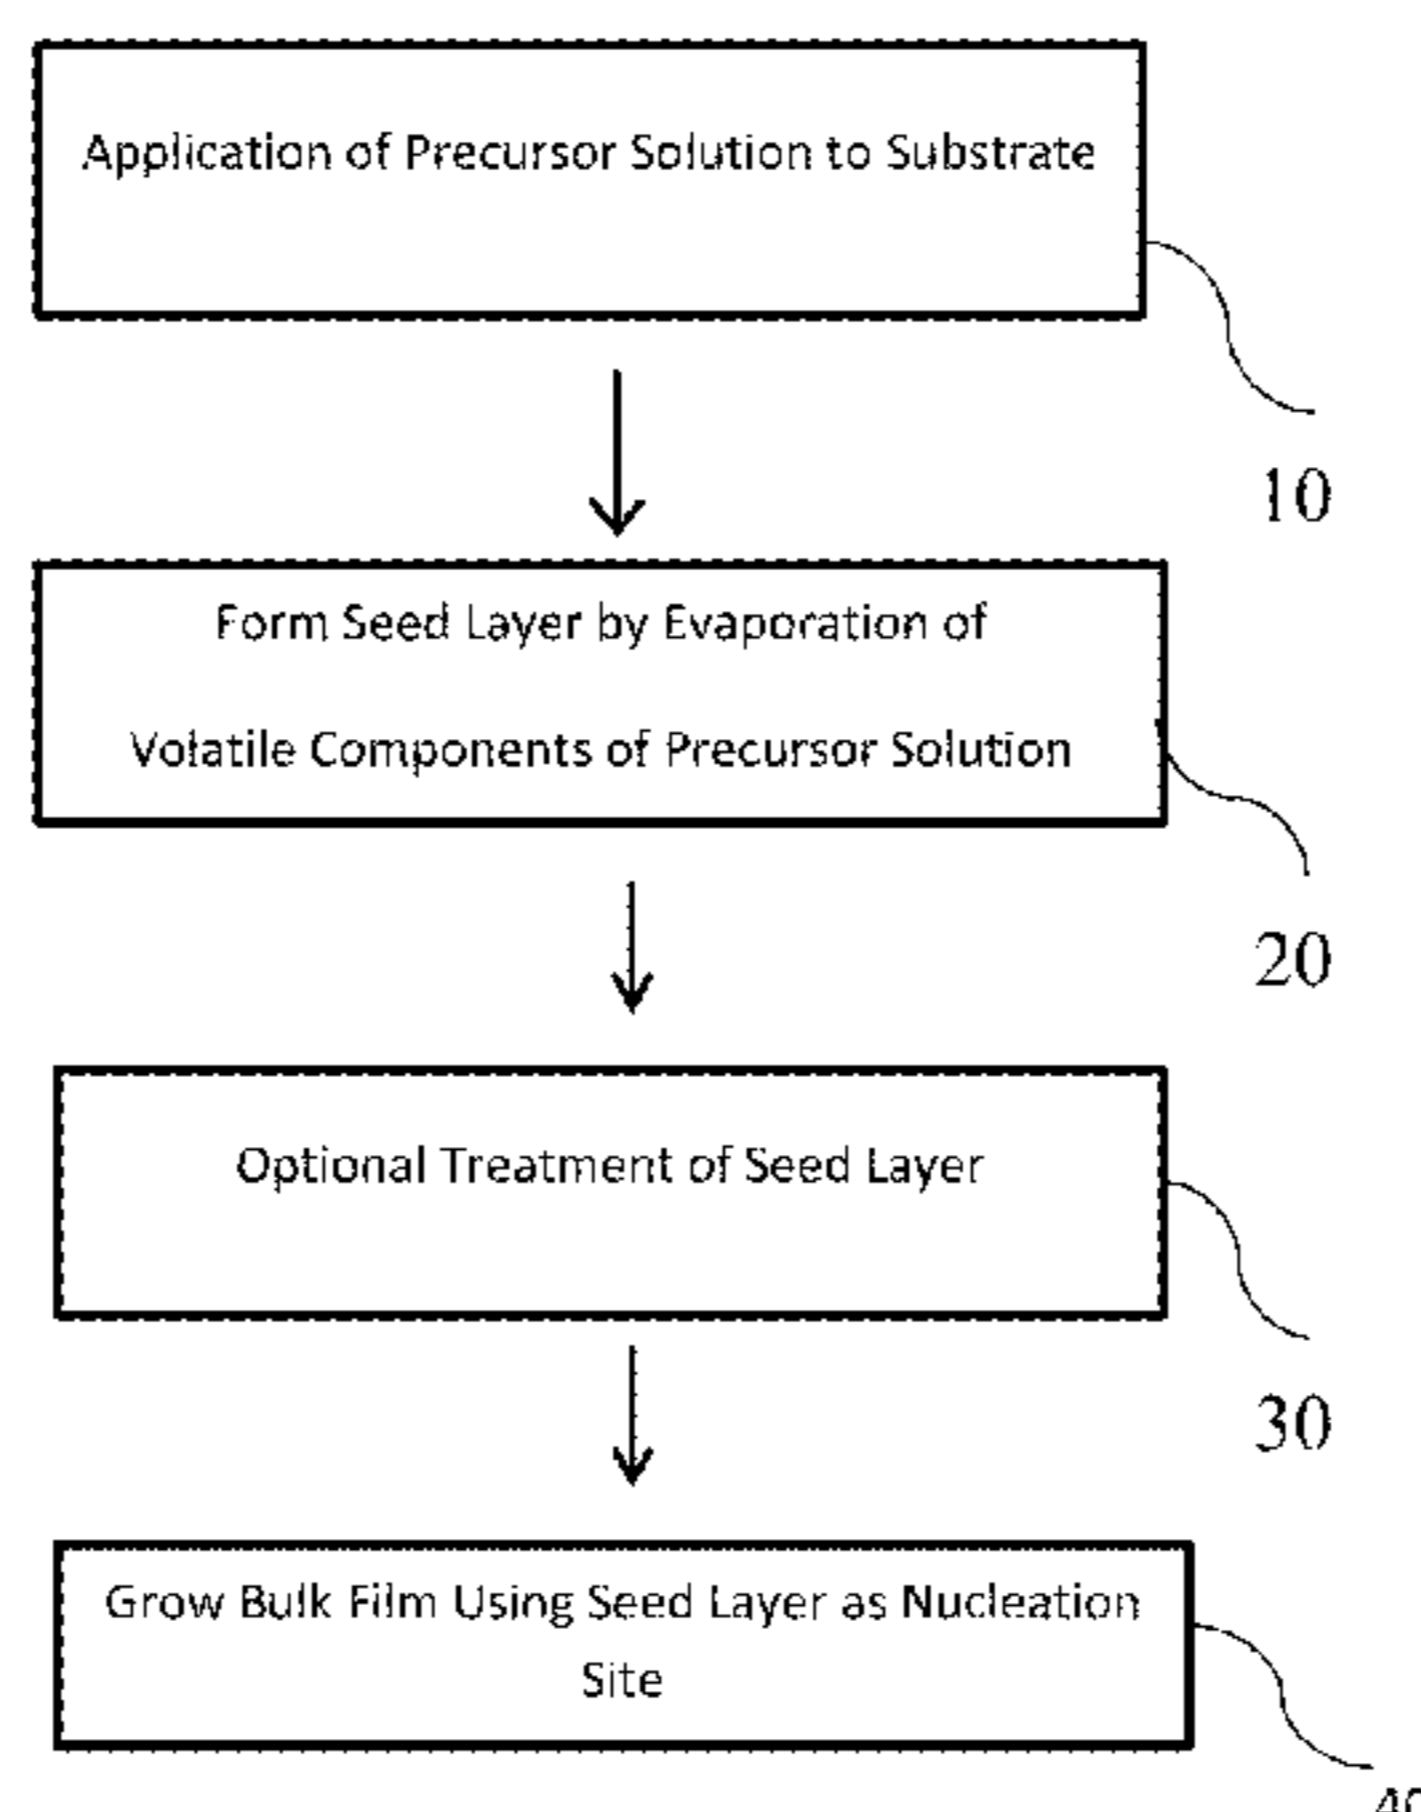 Application of Precursor Solution to Substrate
10
Form Seed Layer by Evaporation of
Volatile Components of Precursor Solution
20
Optional Treatment of Seed Layer
30
Grow Bulk Film Using Seed Layer as Nucleation
Site